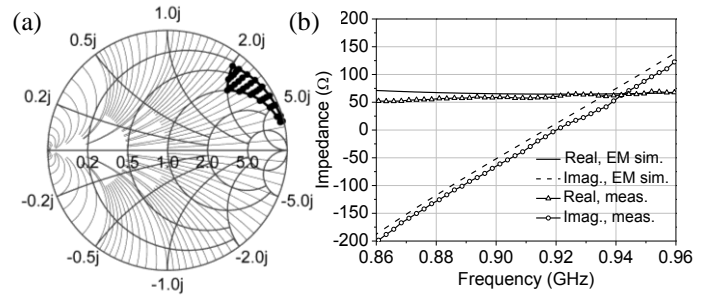 (a)
1.0j
0.5j
2.0j
0.2j
5.0j
0.2
0.5
1.0
2.0
-0.2j
-5.0j
-0.5j
-2.0j
-1.0j
(b)
200
150
100
50
0
-50
-100
-150
-200
Impedance (Ω)
Real, EM sim.
Imag., EM sim.
Real, meas.
Imag., meas.
0.86 0.88 0.90 0.92 0.94 0.96
Frequency (GHz)